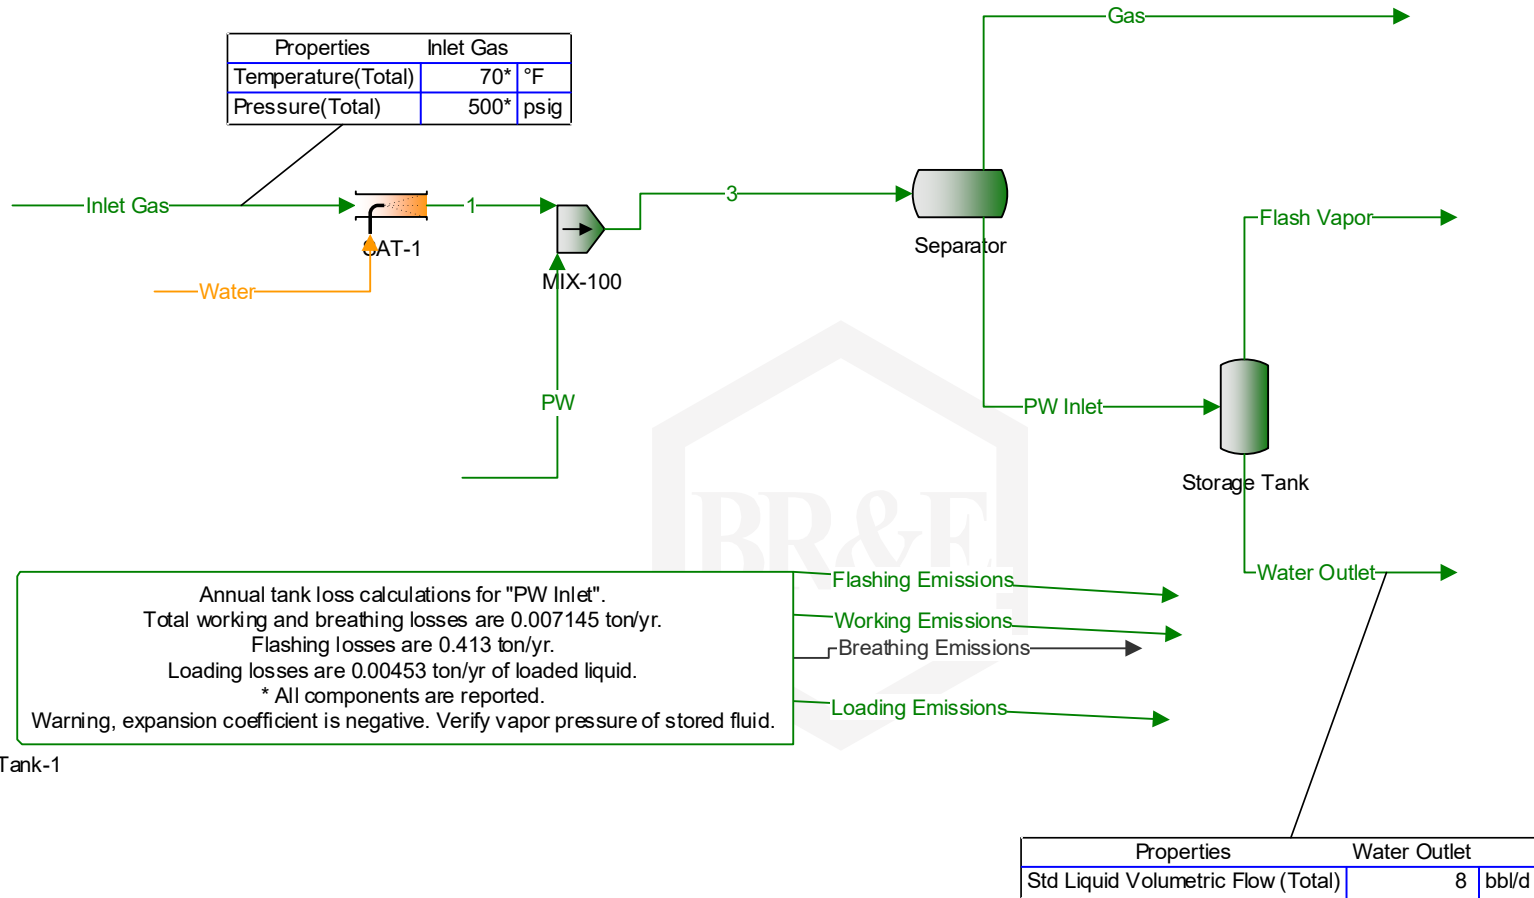 Gas
Properties Inlet Gas
Temperature(Total) 70* °F
Pressure(Total) 500* psig
Inlet Gas
1
3
SAT-1
Water
MIX-100
Separator
Flash Vapor
PW
PW Inlet
Storage Tank
BR&E
Water Outlet
Annual tank loss calculations for "PW Inlet".
Total working and breathing losses are 0.007145 ton/yr.
Flashing losses are 0.413 ton/yr.
Loading losses are 0.00453 ton/yr of loaded liquid.
* All components are reported.
Warning, expansion coefficient is negative. Verify vapor pressure of stored fluid.
Flashing Emissions
Working Emissions
Breathing Emissions
Loading Emissions
Tank-1
Properties Water Outlet
Std Liquid Volumetric Flow (Total) 8 bbl/d